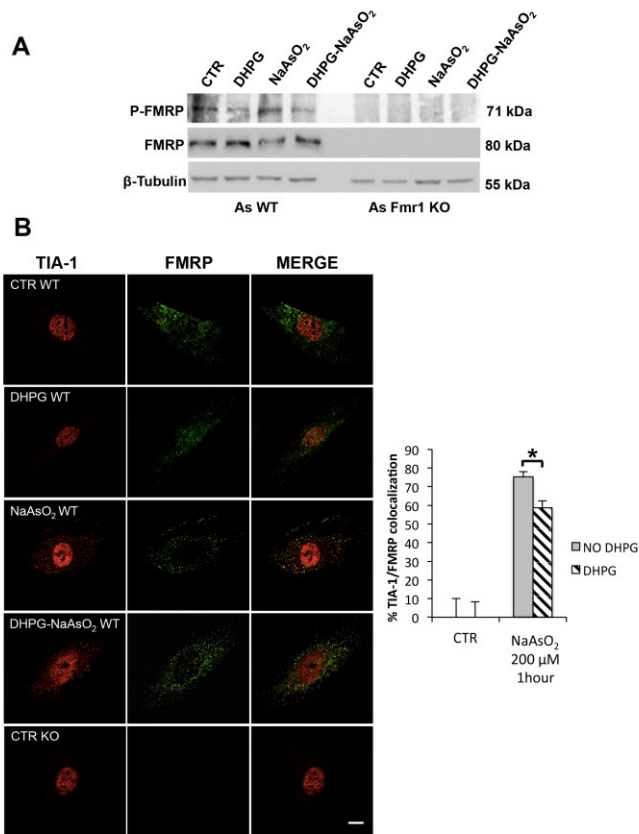 A
CTR DHPG NaAsO₂ DHPG-NaAsO₂ CTR DHPG NaAsO₂ DHPG-NaAsO₂
P-FMRP 71 kDa
FMRP 80 kDa
β-Tubulin 55 kDa
As WT As Fmr1 KO
B
TIA-1 FMRP MERGE
CTR WT
DHPG WT
NaAsO₂ WT
DHPG-NaAsO₂ WT
CTR KO
% TIA-1/FMRP colocalization
90
80
70
60
50
40
30
20
10
0
*
CTR NaAsO₂
200 µM
1hour
NO DHPG
DHPG